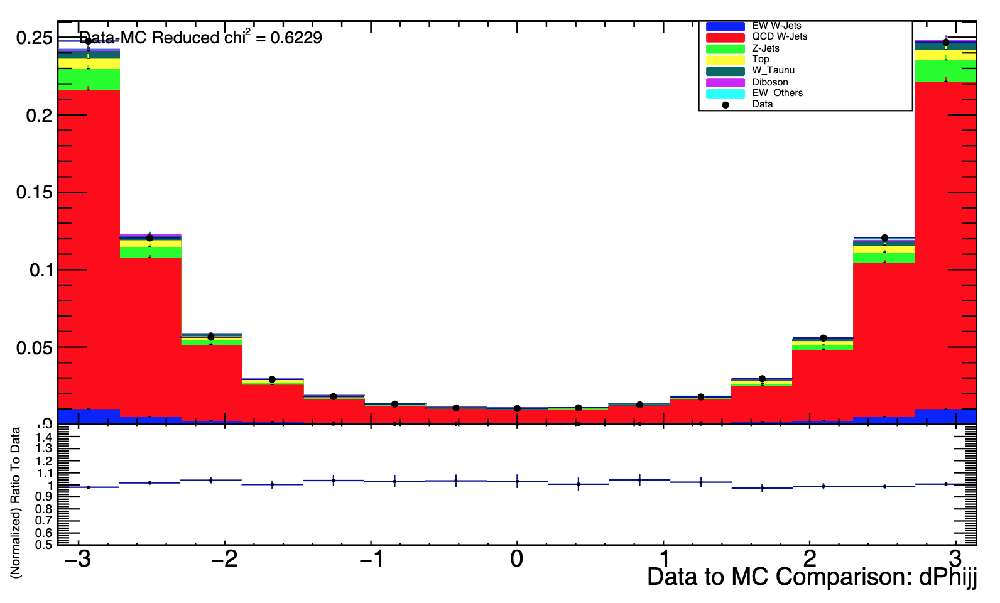 Data-MC Reduced chi2 = 0.6229
EW W-Jets
QCD W-Jets
Z-Jets
Top
W_Taunu
Diboson
EW_Others
Data
0.25
0.2
0.15
0.1
0.05
0
(Normalized) Ratio To Data
1.4
1.3
1.2
1.1
1
0.9
0.8
0.7
0.6
0.5
−3 −2 −1 0 1 2 3
Data to MC Comparison: dPhijj